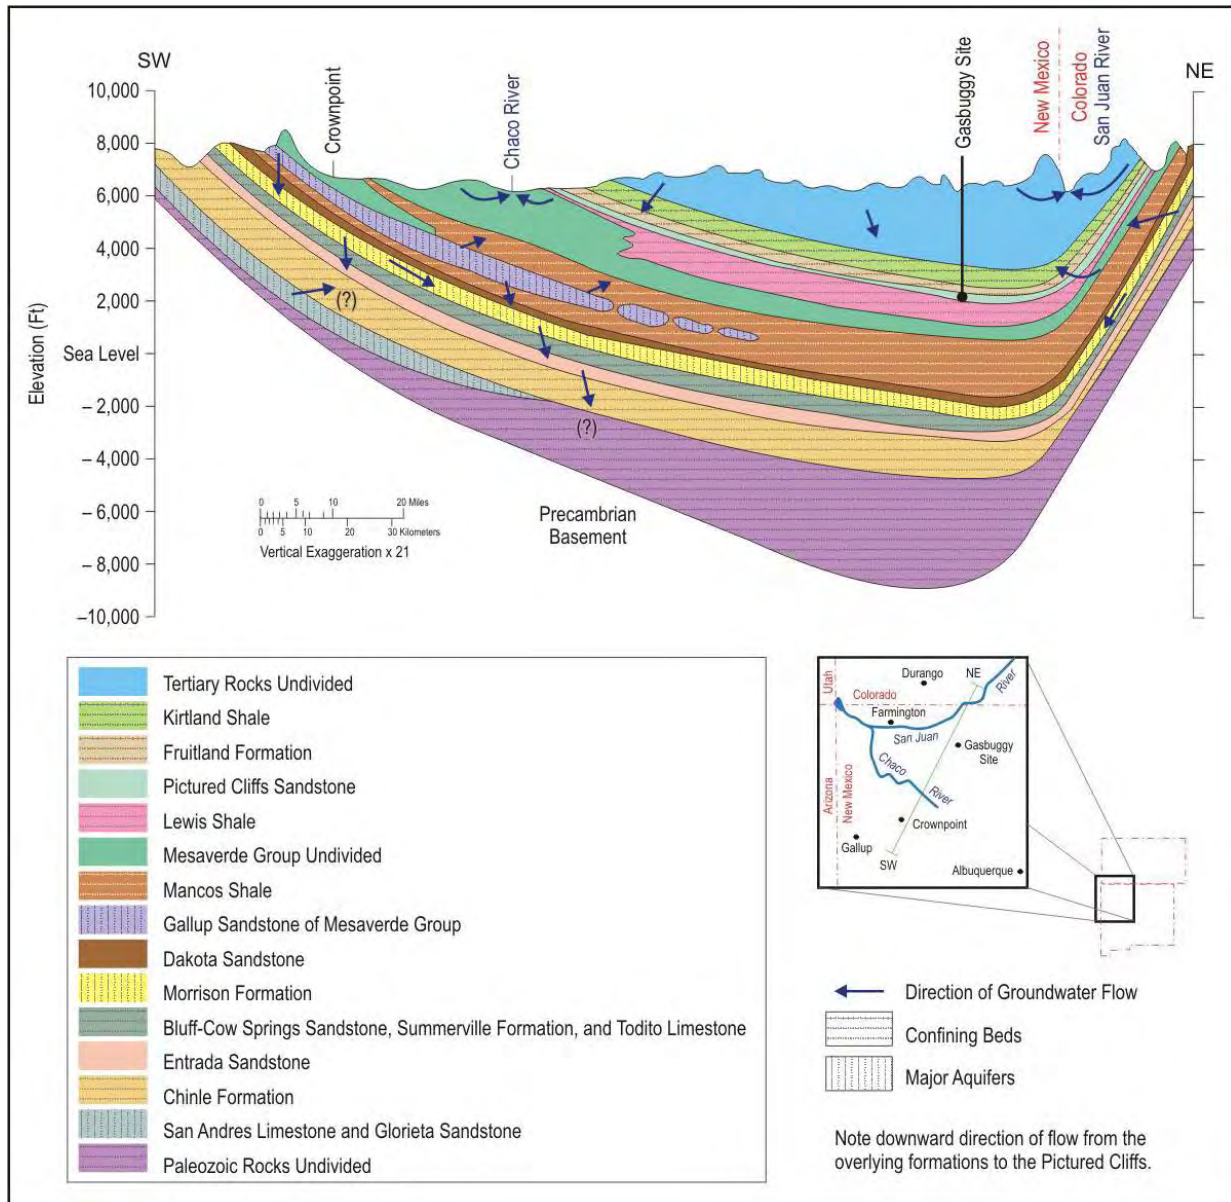 SW
Crownpoint
Chaco River
Gasbuggy Site
New Mexico
Colorado
San Juan River
NE
Elevation (Ft)
10,000
8,000
6,000
4,000
2,000
Sea Level
– 2,000
– 4,000
– 6,000
– 8,000
–10,000
(?)
(?)
0 5 10 20 Miles
0 5 10 20 30 Kilometers
Vertical Exaggeration x 21
Precambrian
Basement
Tertiary Rocks Undivided
Kirtland Shale
Fruitland Formation
Pictured Cliffs Sandstone
Lewis Shale
Mesaverde Group Undivided
Mancos Shale
Gallup Sandstone of Mesaverde Group
Dakota Sandstone
Morrison Formation
Bluff-Cow Springs Sandstone, Summerville Formation, and Todito Limestone
Entrada Sandstone
Chinle Formation
San Andres Limestone and Glorieta Sandstone
Paleozoic Rocks Undivided
Utah
Durango
NE
River
Colorado
Farmington
San Juan
Gasbuggy
Site
Chaco
River
Arizona
New Mexico
Crownpoint
Gallup
SW
Albuquerque
Direction of Groundwater Flow
Confining Beds
Major Aquifers
Note downward direction of flow from the
overlying formations to the Pictured Cliffs.